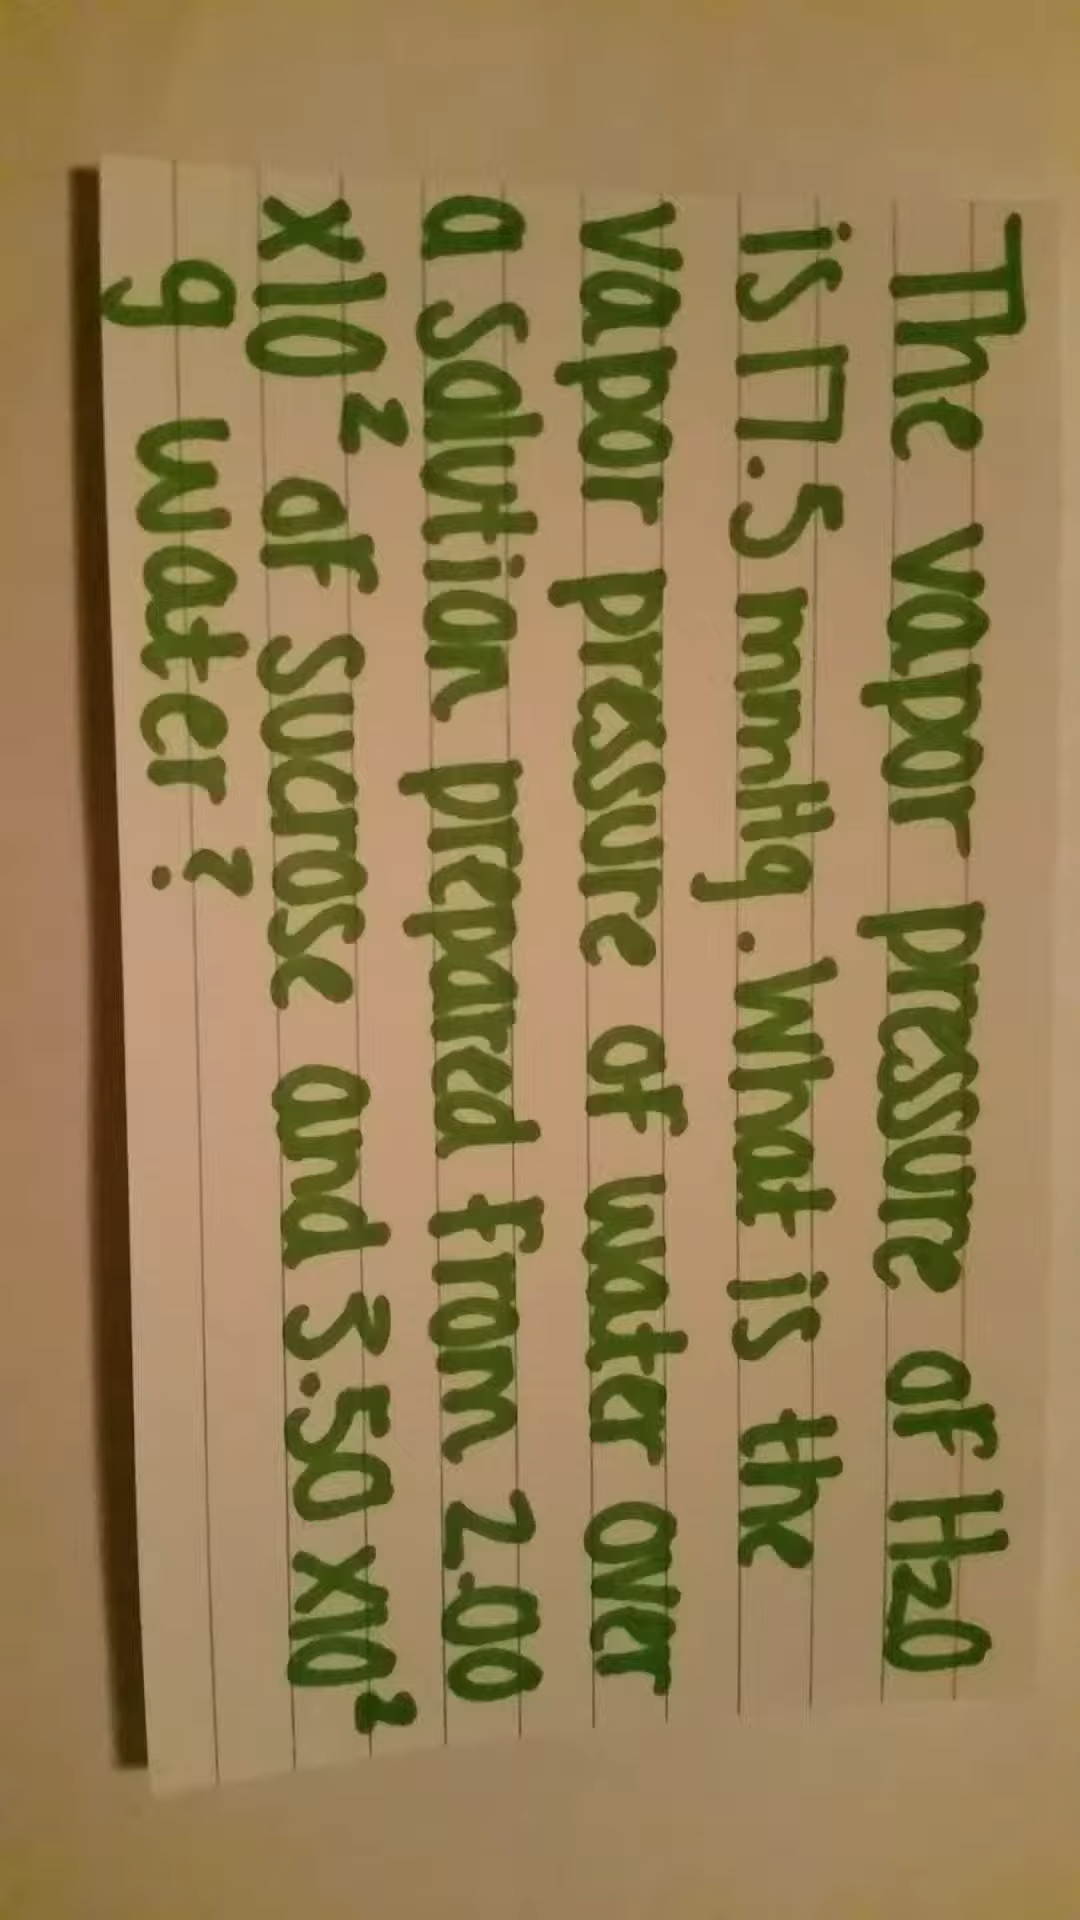 The vapor pressure of H20
is 17.5 mmHg. What is the
vapor pressure of water over
a solution prepared from 2.00
x10² of sucrose and 3.50 x10²
g water?